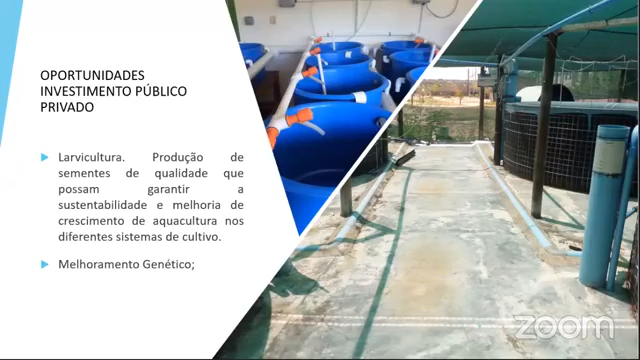 OPORTUNIDADES
INVESTIMENTO PÚBLICO
PRIVADO
Larvicultura. Produção de
sementes de qualidade que
possam garantir a
sustentabilidade e melhoria de
crescimento de aquacultura nos
diferentes sistemas de cultivo.
Melhoramento Genético;
zoom